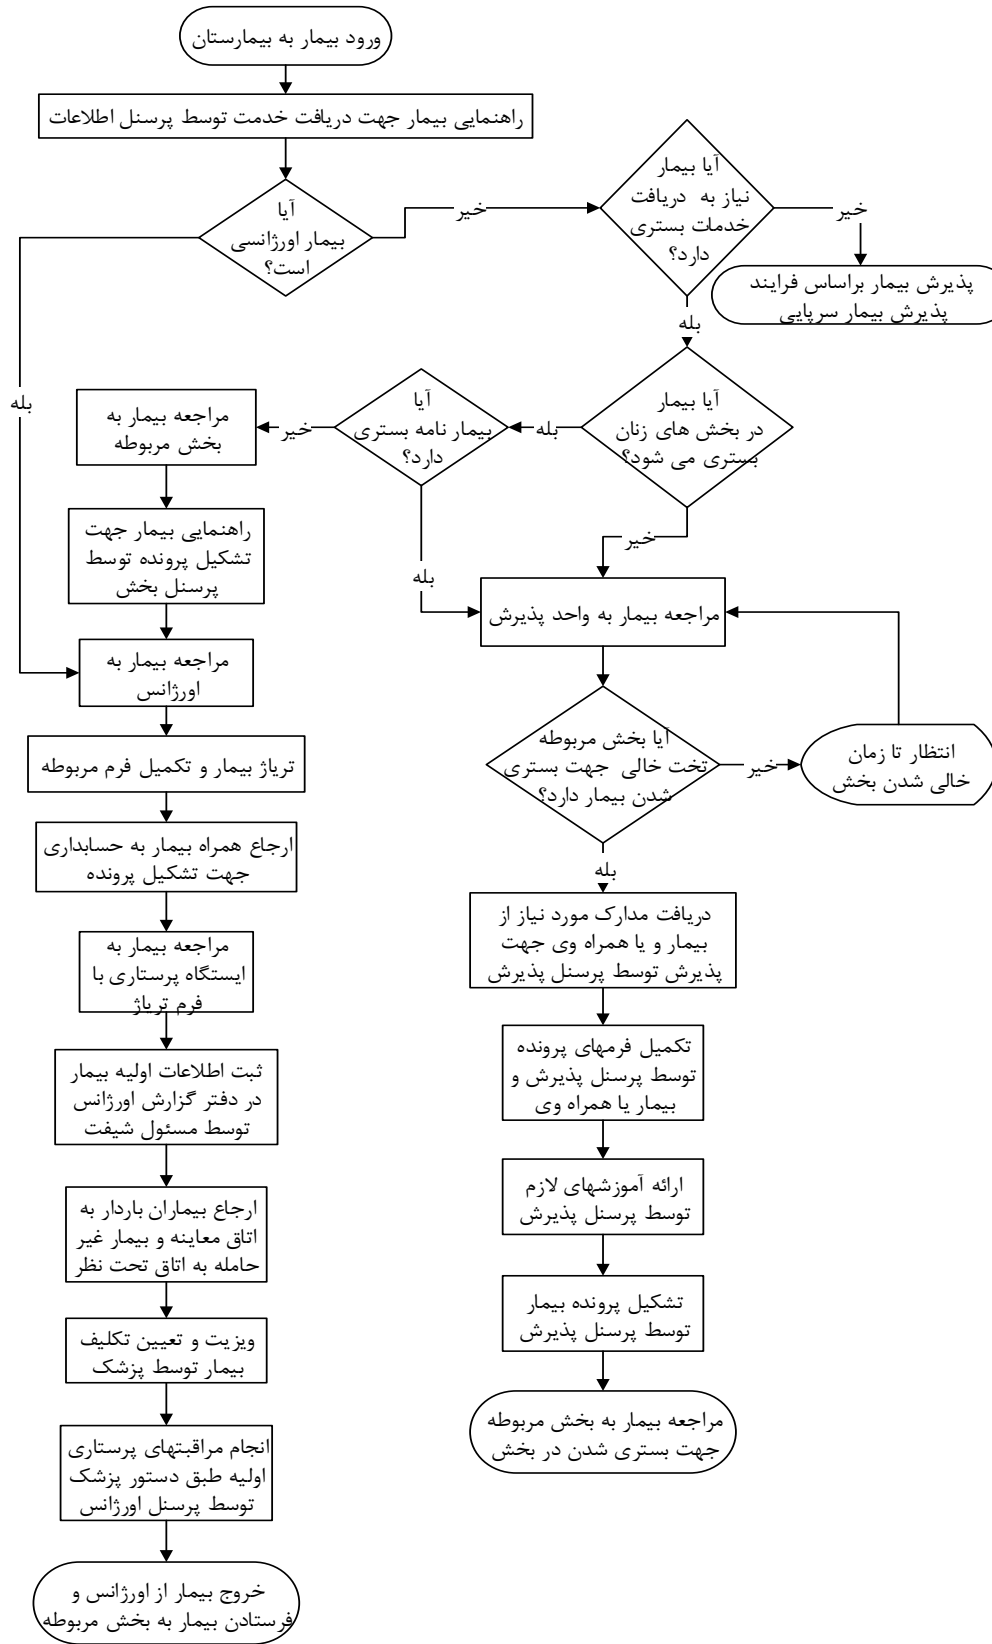 ورود بیمار به بیمارستان
راهنمایی بیمار جهت دریافت خدمت توسط پرسنل اطلاعات
آیا
بیمار اورژانسی
است؟
خیر
بله
آیا بیمار
نیاز به دریافت
خدمات بستری
دارد؟
خیر
پذیرش بیمار براساس فرایند
پذیرش بیمار سرپایی
بله
آیا بیمار
در بخش های زنان
بستری می شود؟
بله
خیر
آیا
بیمار نامه بستری
دارد؟
خیر
بله
مراجعه بیمار به
بخش مربوطه
راهنمایی بیمار جهت
تشکیل پرونده توسط
پرسنل بخش
مراجعه بیمار به
اورژانس
تریاژ بیمار و تکمیل فرم مربوطه
ارجاع همراه بیمار به حسابداری
جهت تشکیل پرونده
مراجعه بیمار به
ایستگاه پرستاری با
فرم تریاژ
ثبت اطلاعات اولیه بیمار
در دفتر گزارش اورژانس
توسط مسئول شیفت
ارجاع بیماران باردار به
اتاق معاینه و بیمار غیر
حامله به اتاق تحت نظر
ویزیت و تعیین تکلیف
بیمار توسط پزشک
انجام مراقبتهای پرستاری
اولیه طبق دستور پزشک
توسط پرسنل اورژانس
خروج بیمار از اورژانس و
فرستادن بیمار به بخش مربوطه
مراجعه بیمار به واحد پذیرش
آیا بخش مربوطه
تخت خالی جهت بستری
شدن بیمار دارد؟
خیر
انتظار تا زمان
خالی شدن بخش
بله
دریافت مدارک مورد نیاز از
بیمار و یا همراه وی جهت
پذیرش توسط پرسنل پذیرش
تکمیل فرمهای پرونده
توسط پرسنل پذیرش و
بیمار یا همراه وی
ارائه آموزشهای لازم
توسط پرسنل پذیرش
تشکیل پرونده بیمار
توسط پرسنل پذیرش
مراجعه بیمار به بخش مربوطه
جهت بستری شدن در بخش